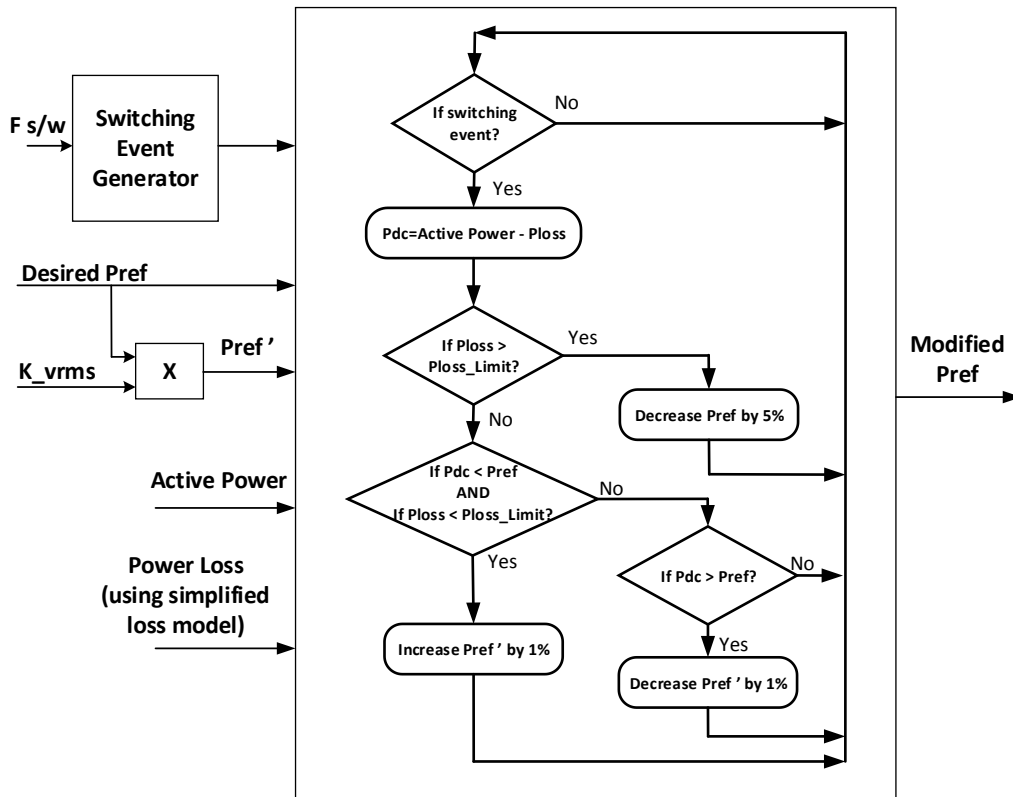 F s/w
Switching
Event
Generator
Desired Pref
K_vrms
X
Pref ’
Active Power
Power Loss
(using simplified
loss model)
If switching
event?
No
Yes
Pdc=Active Power - Ploss
If Ploss >
Ploss_Limit?
Yes
Decrease Pref by 5%
No
If Pdc < Pref
AND
If Ploss < Ploss_Limit?
No
Yes
If Pdc > Pref?
No
Yes
Increase Pref ’ by 1%
Decrease Pref ’ by 1%
Modified
Pref